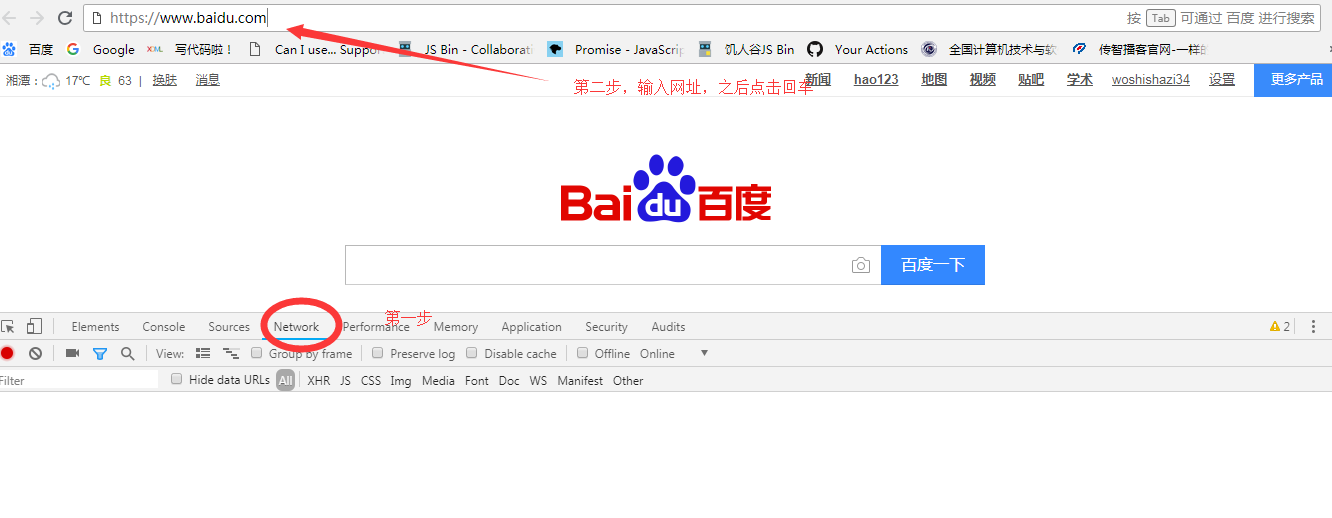 https://www.baidu.com 按 Tab 可通过 百度 进行搜索
百度 Google XML 写代码啦！ Can I use... Suppo JS Bin - Collaborati Promise - JavaScrip 饥人谷JS Bin Your Actions 全国计算机技术与软 传智播客官网-一样的
湘潭： 17℃ 良 63 | 换肤 消息 新闻 hao123 地图 视频 贴吧 学术 woshishazi34 设置 更多产品
第二步，输入网址，之后点击回车
Bai du 百度
百度一下
第一步
Elements Console Sources Network Performance Memory Application Security Audits 2
View: Group by frame Preserve log Disable cache Offline Online
Filter Hide data URLs All XHR JS CSS Img Media Font Doc WS Manifest Other